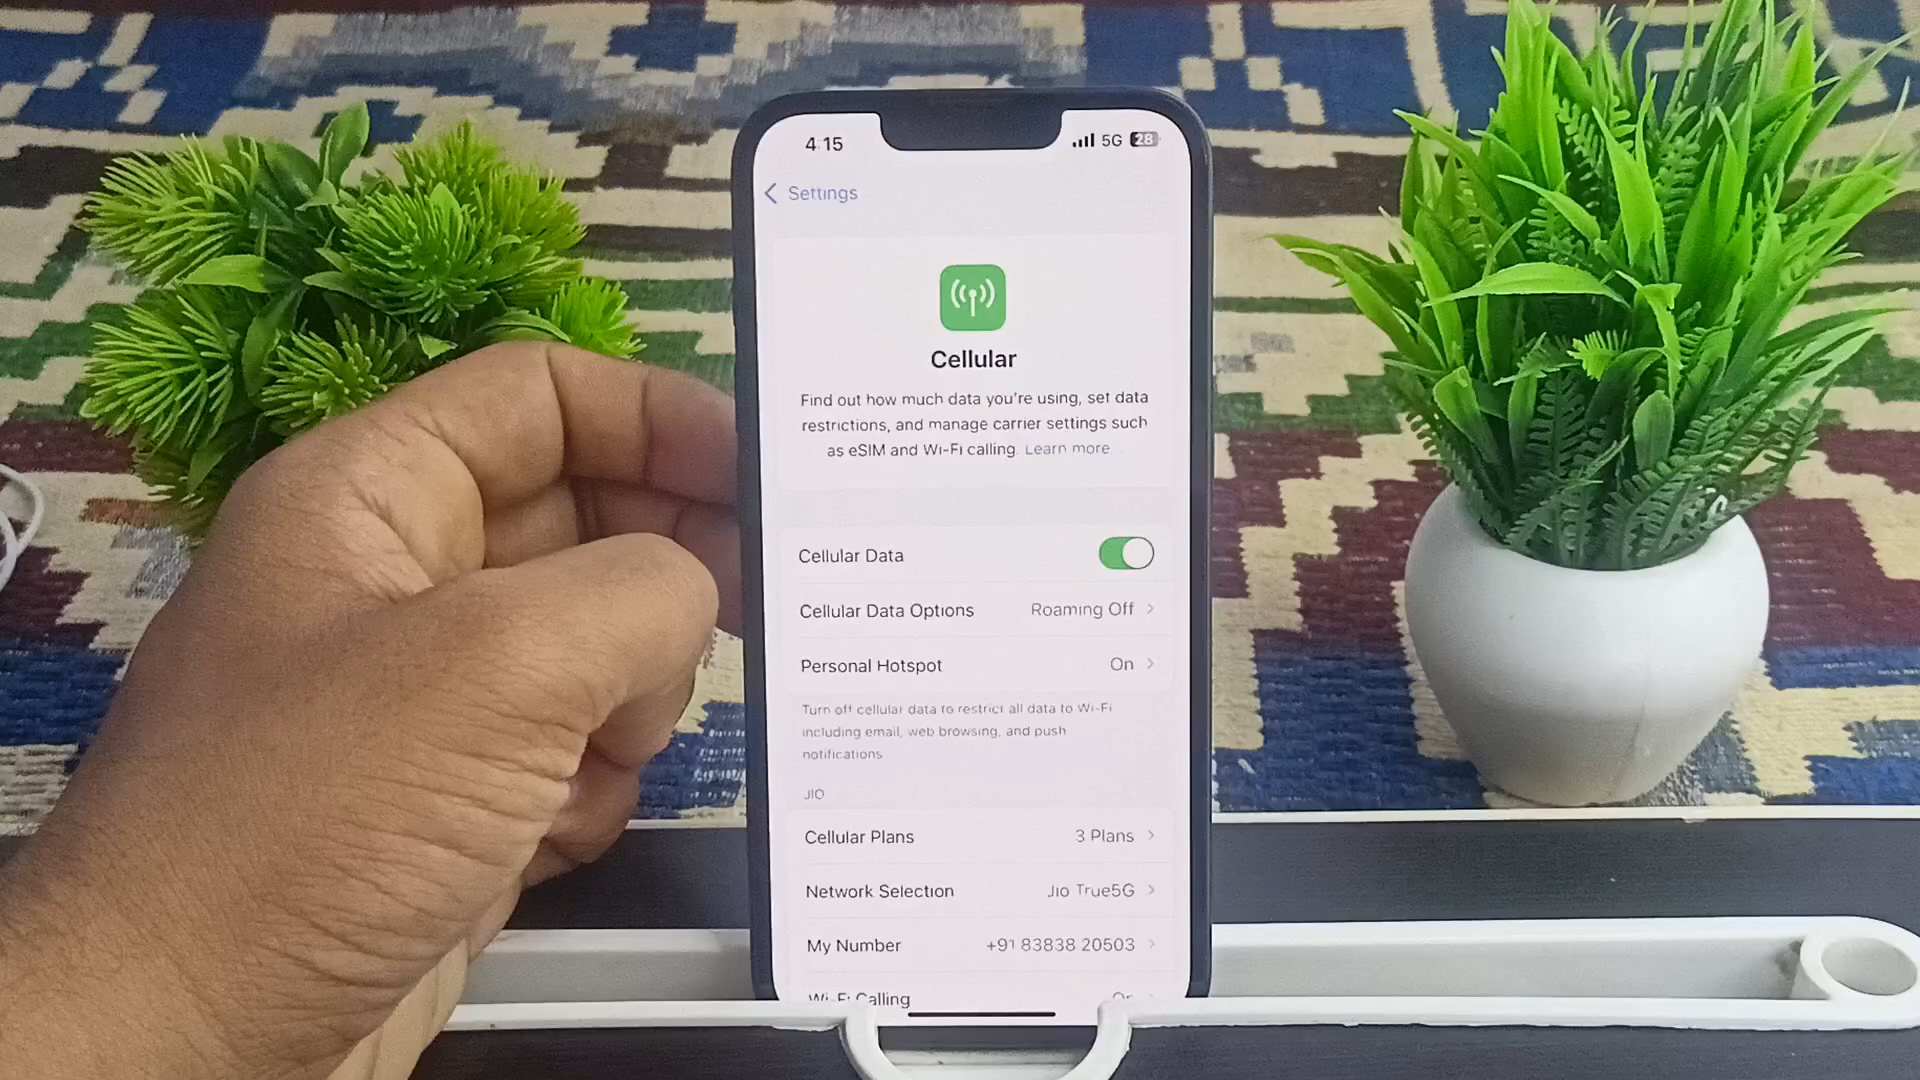 4:15 5G 28
Settings
Cellular
Find out how much data you're using, set data
restrictions, and manage carrier settings such
as eSIM and Wi-Fi calling. Learn more...
Cellular Data
Cellular Data Options Roaming Off
Personal Hotspot On
Turn off cellular data to restrict all data to Wi-Fi
including email, web browsing, and push
notifications
JIO
Cellular Plans 3 Plans
Network Selection Jio True5G
My Number +91 83838 20503
Wi-Fi Calling On